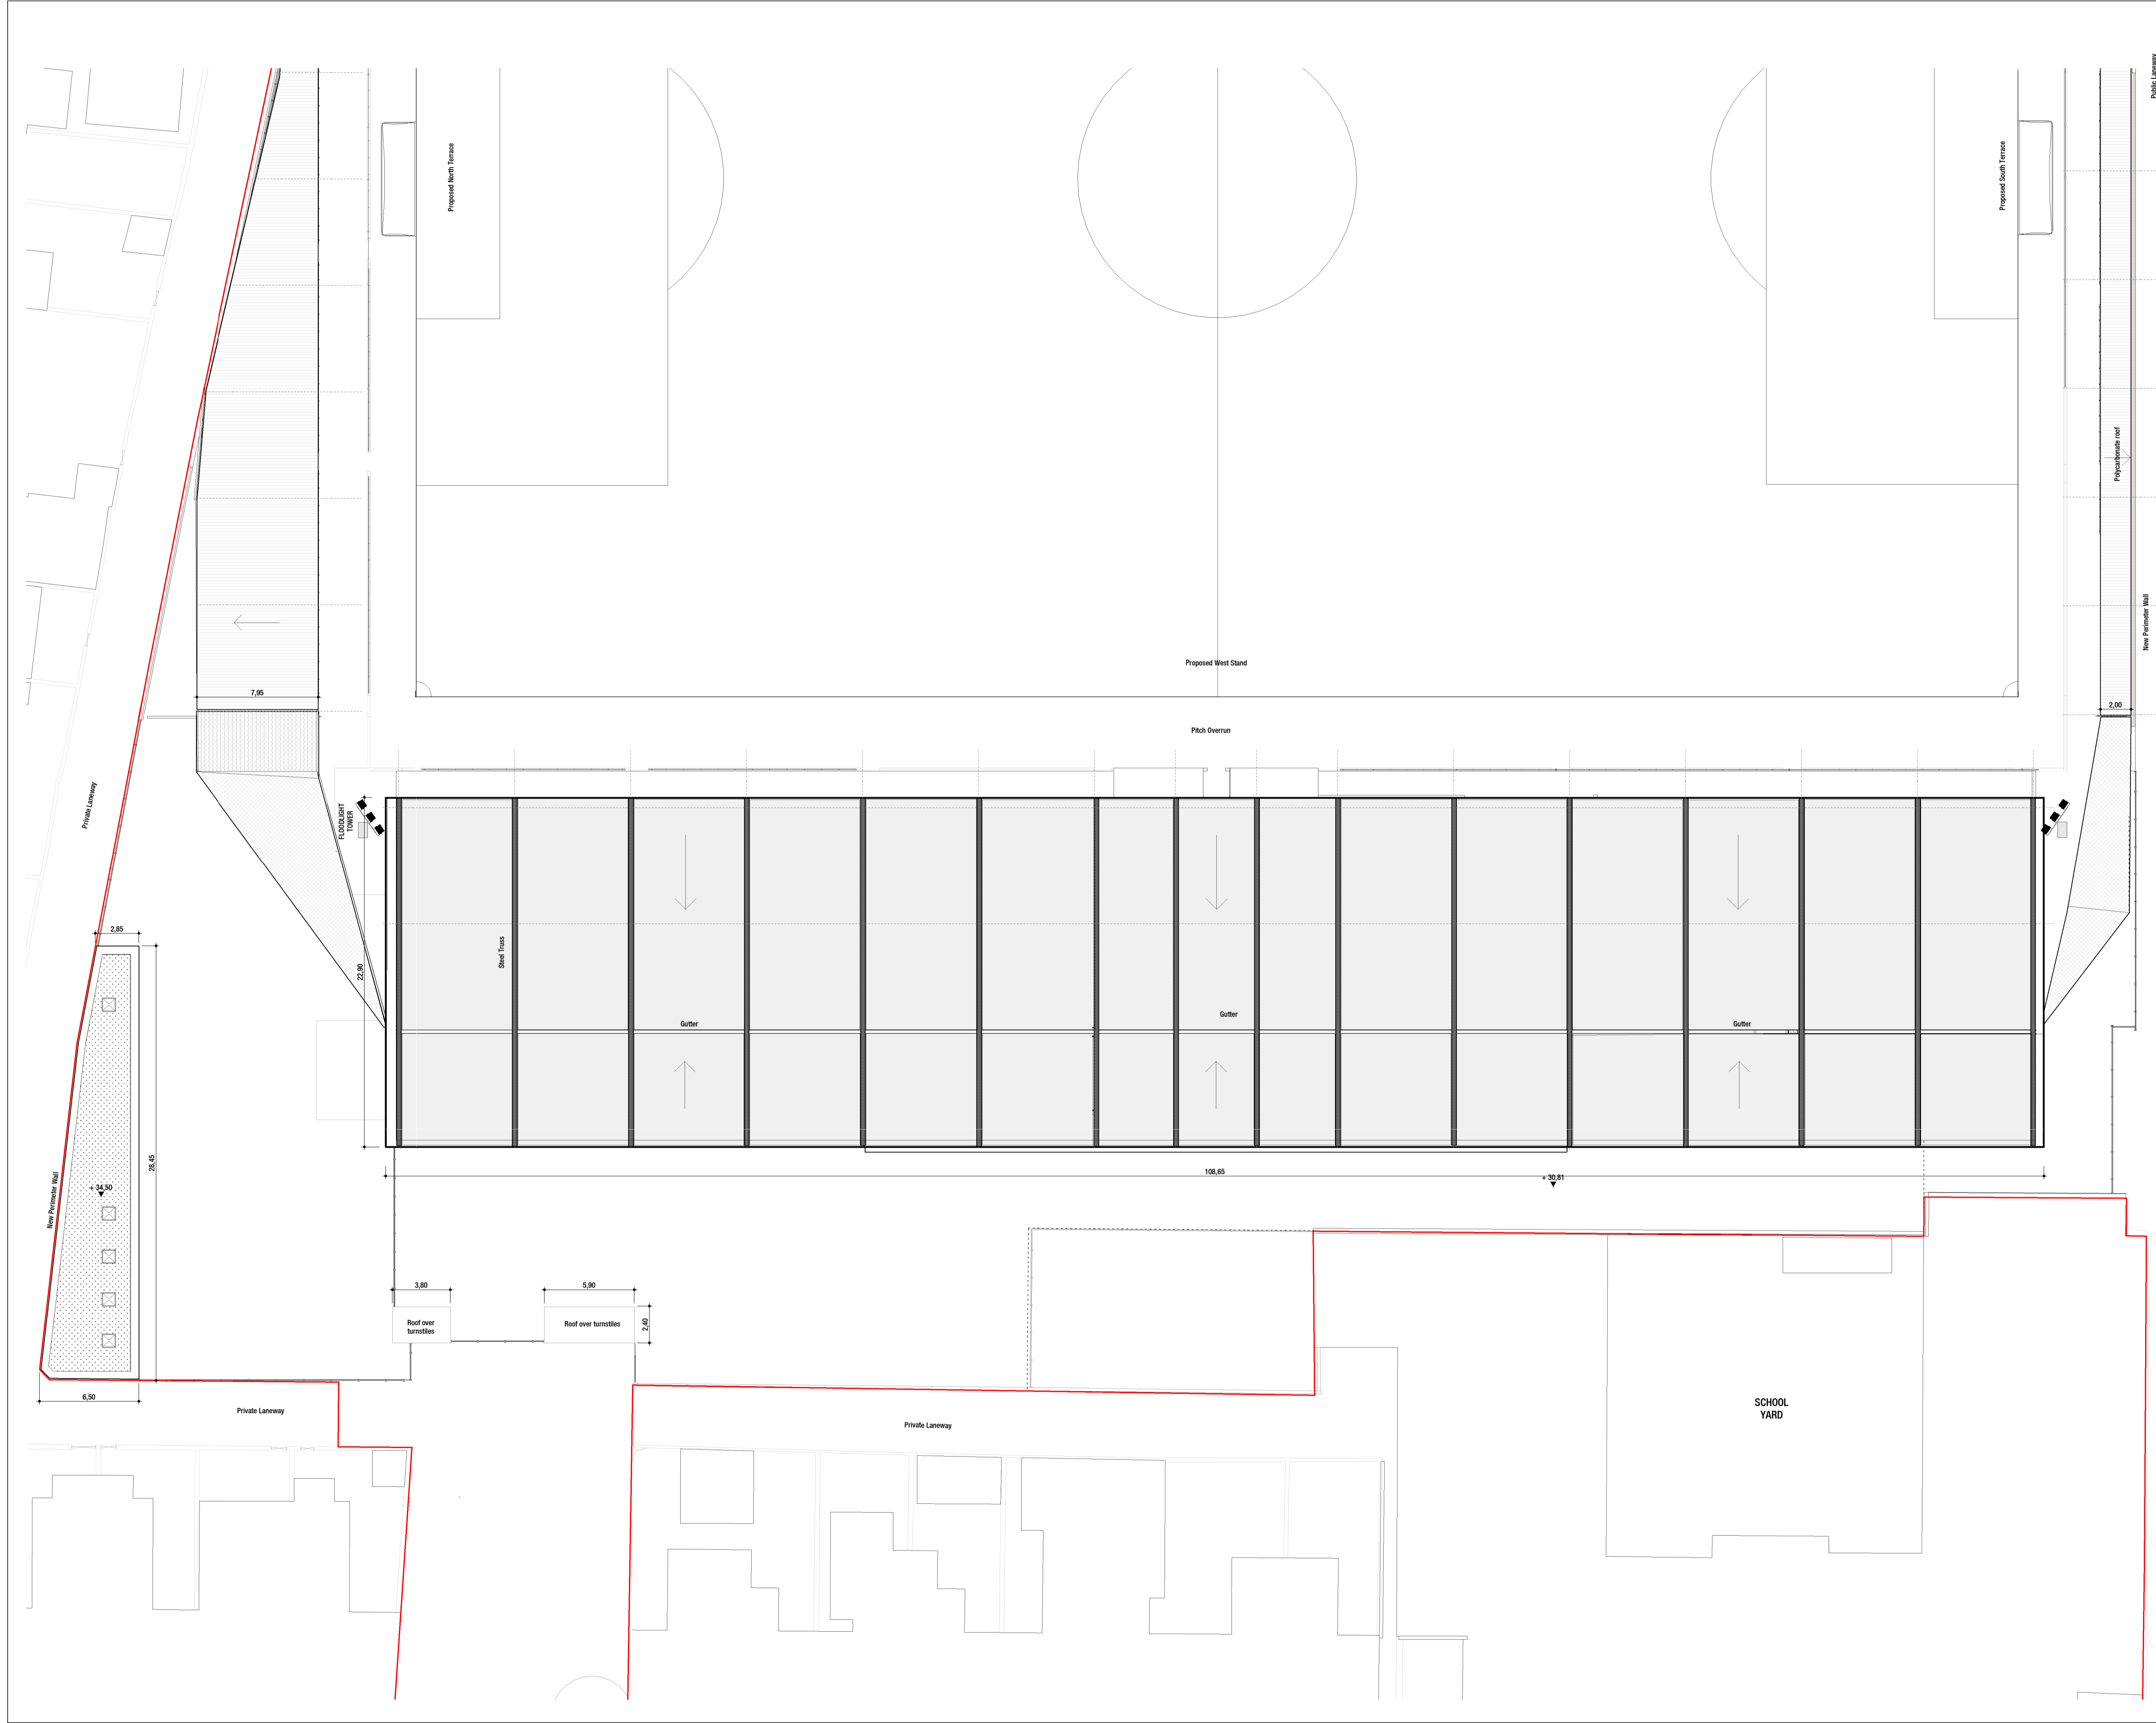 Public Laneway
Proposed North Terrace
Proposed South Terrace
Polycarbonate roof
New Perimeter Wall
Proposed West Stand
7,95
2,00
Pitch Overrun
Private Laneway
FLOODLIGHT
TOWER
2,85
22,90
Steel Truss
Gutter
Gutter
Gutter
28,45
New Perimeter Wall
+ 34,50
108,65
+ 30,81
3,80
5,90
Roof over
turnstiles
Roof over turnstiles
2,40
6,50
Private Laneway
Private Laneway
SCHOOL
YARD